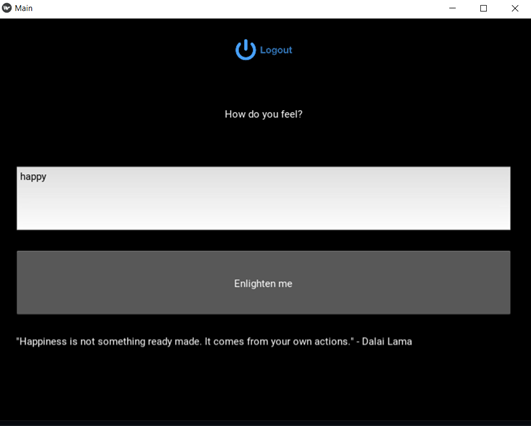 Main
Logout
How do you feel?
happy
Enlighten me
"Happiness is not something ready made. It comes from your own actions." - Dalai Lama